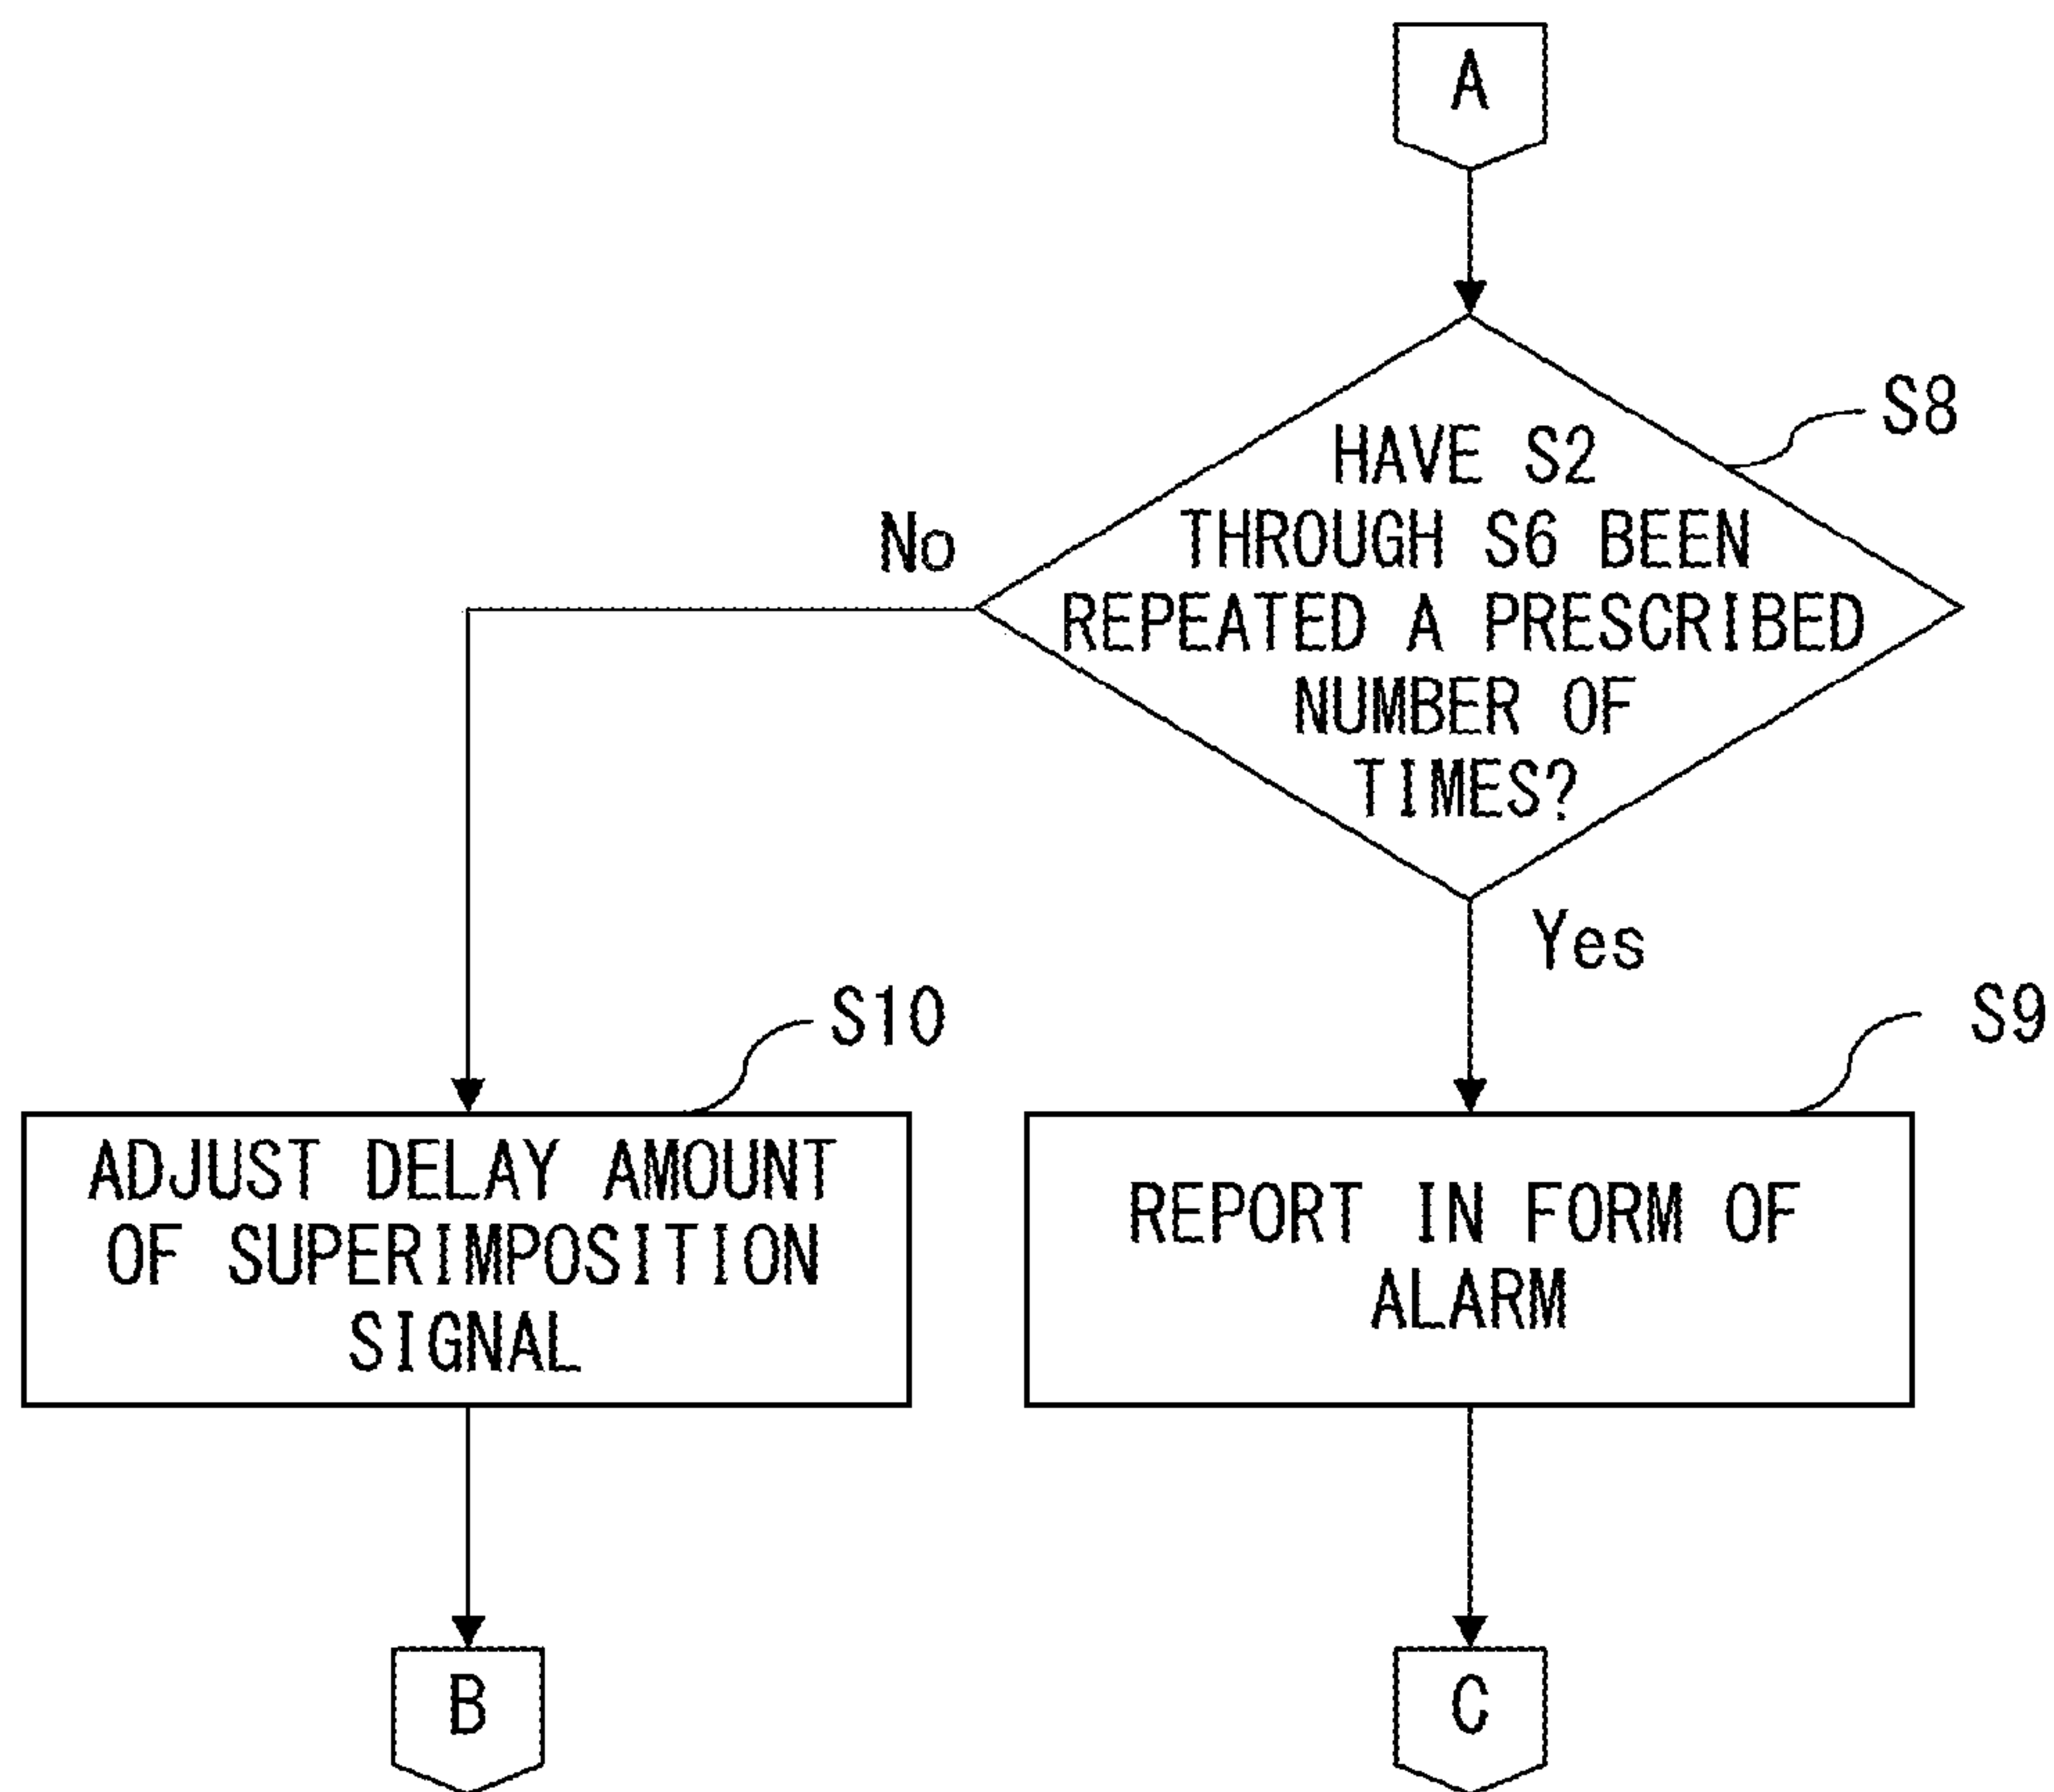 A
S8
HAVE S2
THROUGH S6 BEEN
REPEATED A PRESCRIBED
NUMBER OF
TIMES?
No
Yes
S10
S9
ADJUST DELAY AMOUNT
OF SUPERIMPOSITION
SIGNAL
REPORT IN FORM OF
ALARM
B
C